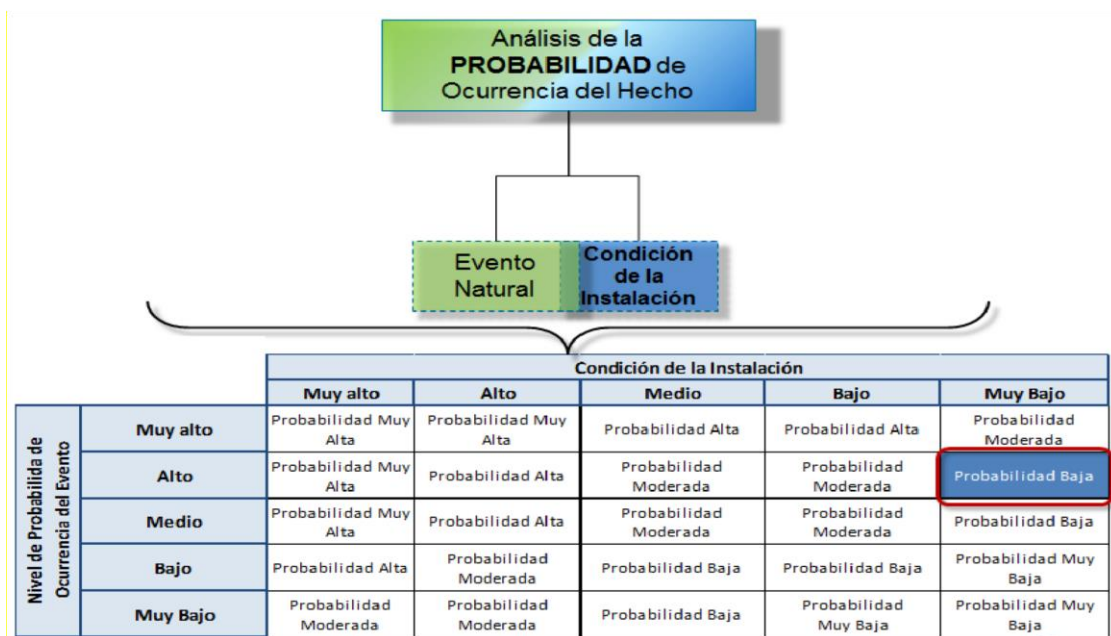 Análisis de la
PROBABILIDAD de
Ocurrencia del Hecho
Evento
Natural
Condición
de la
Instalación
Condición de la Instalación
Muy alto Alto Medio Bajo Muy Bajo
Nivel de Probabilida de
Ocurrencia del Evento
Muy alto
Probabilidad Muy
Alta
Probabilidad Muy
Alta
Probabilidad Alta
Probabilidad Alta
Probabilidad
Moderada
Alto
Probabilidad Muy
Alta
Probabilidad Alta
Probabilidad
Moderada
Probabilidad
Moderada
Probabilidad Baja
Medio
Probabilidad Muy
Alta
Probabilidad Alta
Probabilidad
Moderada
Probabilidad
Moderada
Probabilidad Baja
Bajo
Probabilidad Alta
Probabilidad
Moderada
Probabilidad Baja
Probabilidad Baja
Probabilidad Muy
Baja
Muy Bajo
Probabilidad
Moderada
Probabilidad
Moderada
Probabilidad Baja
Probabilidad
Muy Baja
Probabilidad Muy
Baja